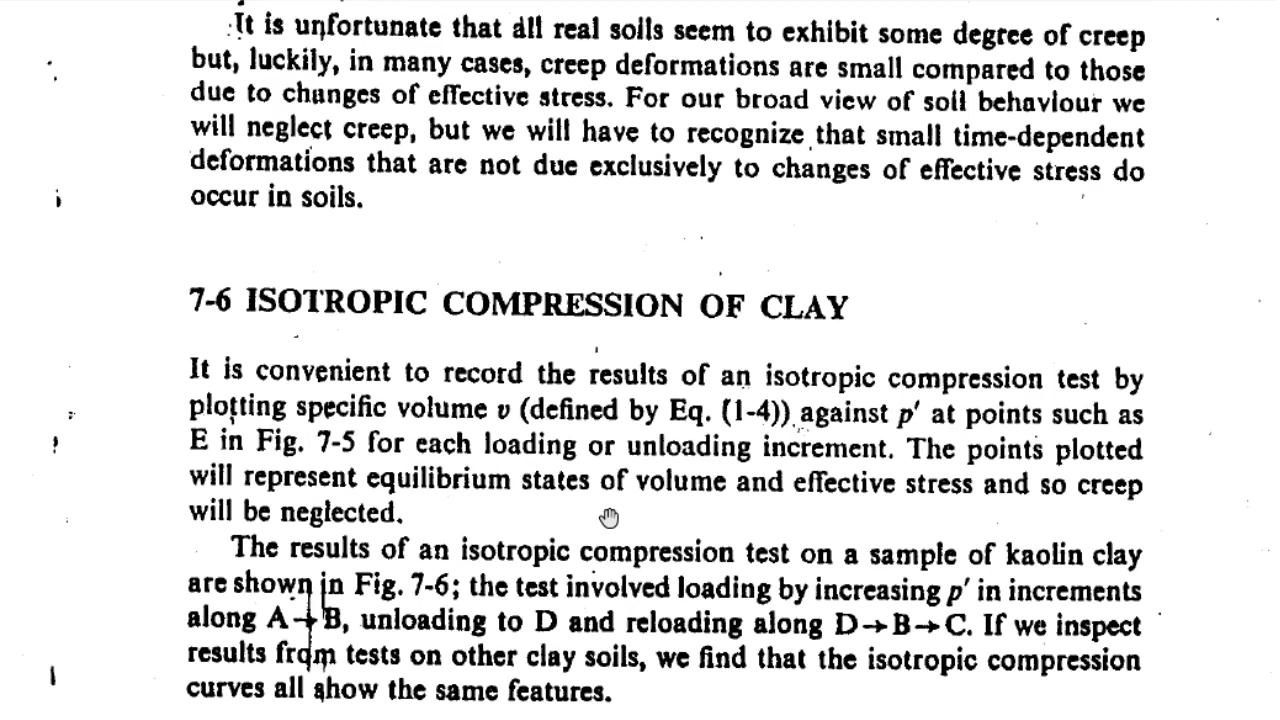 It is unfortunate that all real soils seem to exhibit some degree of creep
but, luckily, in many cases, creep deformations are small compared to those
due to changes of effective stress. For our broad view of soil behaviour we
will neglect creep, but we will have to recognize that small time-dependent
deformations that are not due exclusively to changes of effective stress do
occur in soils.
7-6 ISOTROPIC COMPRESSION OF CLAY
It is convenient to record the results of an isotropic compression test by
plotting specific volume v (defined by Eq. (1-4)) against p′ at points such as
E in Fig. 7-5 for each loading or unloading increment. The points plotted
will represent equilibrium states of volume and effective stress and so creep
will be neglected.
The results of an isotropic compression test on a sample of kaolin clay
are shown in Fig. 7-6; the test involved loading by increasing p′ in increments
along A→B, unloading to D and reloading along D→B→C. If we inspect
results from tests on other clay soils, we find that the isotropic compression
curves all show the same features.